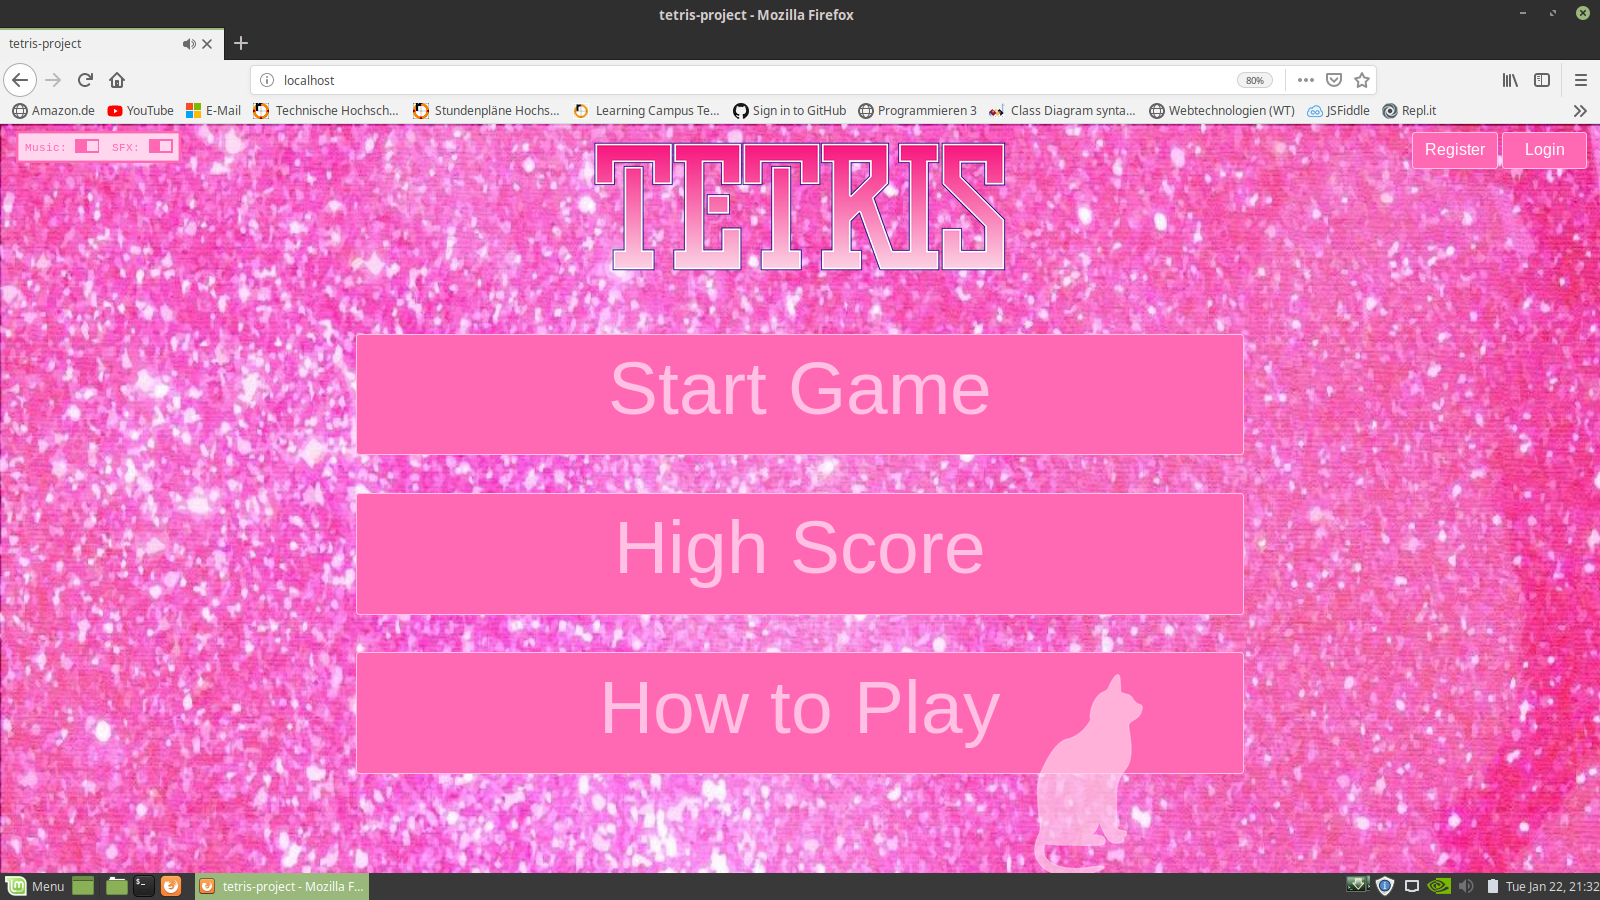 tetris-project - Mozilla Firefox
tetris-project
localhost
80%
Amazon.de YouTube E-Mail Technische Hochsch... Stundenpläne Hochs... Learning Campus Te... Sign in to GitHub Programmieren 3 Class Diagram synta... Webtechnologien (WT) JSFiddle Repl.it
Music: SFX:
Register Login
TETRIS
Start Game
High Score
How to Play
Menu tetris-project - Mozilla F... Tue Jan 22, 21:32